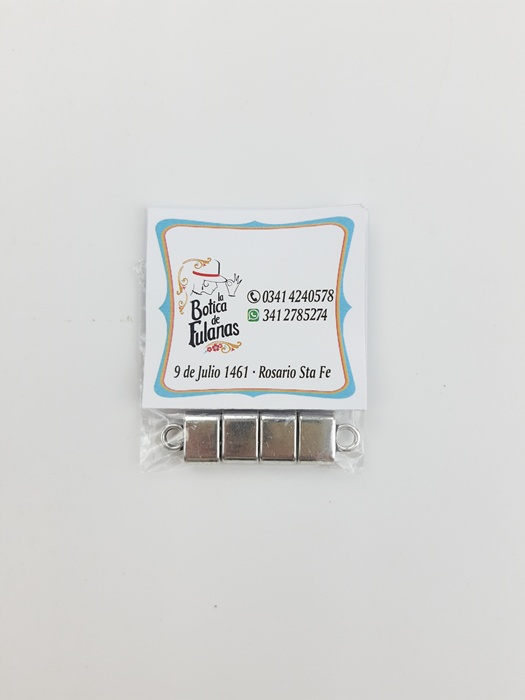 la
Botica
de
Fulanas
0341 4240578
341 2785274
9 de Julio 1461 · Rosario Sta Fe